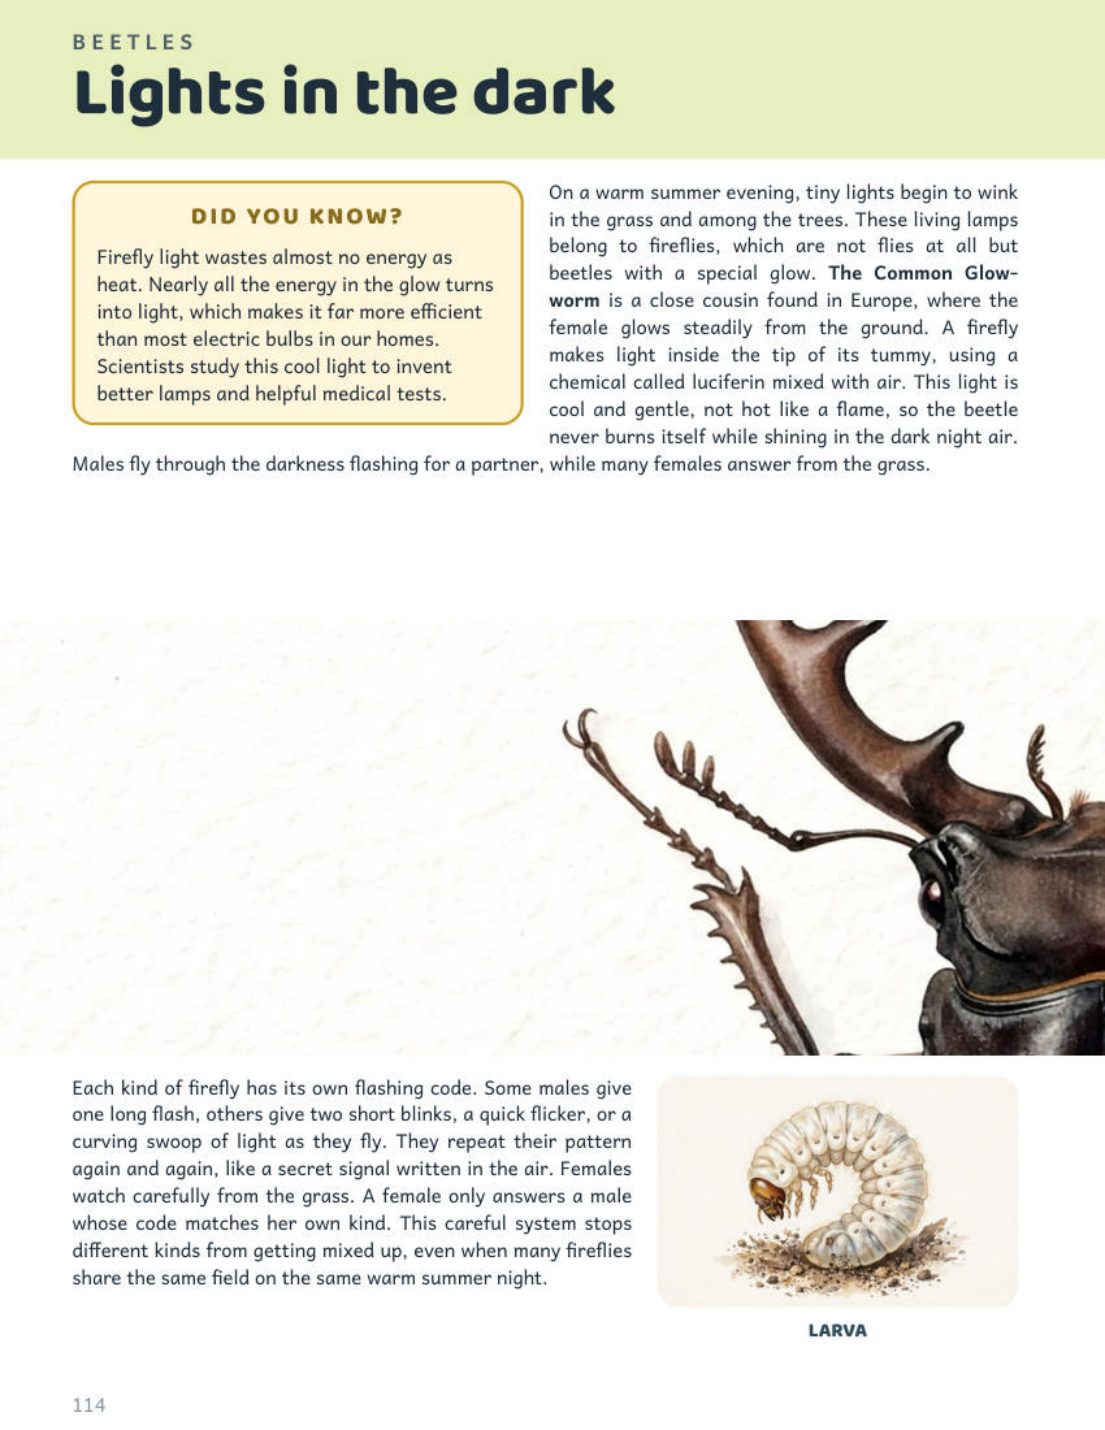 BEETLES
Lights in the dark
DID YOU KNOW?
Firefly light wastes almost no energy as
heat. Nearly all the energy in the glow turns
into light, which makes it far more efficient
than most electric bulbs in our homes.
Scientists study this cool light to invent
better lamps and helpful medical tests.
On a warm summer evening, tiny lights begin to wink
in the grass and among the trees. These living lamps
belong to fireflies, which are not flies at all but
beetles with a special glow. The Common Glow-
worm is a close cousin found in Europe, where the
female glows steadily from the ground. A firefly
makes light inside the tip of its tummy, using a
chemical called luciferin mixed with air. This light is
cool and gentle, not hot like a flame, so the beetle
never burns itself while shining in the dark night air.
Males fly through the darkness flashing for a partner, while many females answer from the grass.
Each kind of firefly has its own flashing code. Some males give
one long flash, others give two short blinks, a quick flicker, or a
curving swoop of light as they fly. They repeat their pattern
again and again, like a secret signal written in the air. Females
watch carefully from the grass. A female only answers a male
whose code matches her own kind. This careful system stops
different kinds from getting mixed up, even when many fireflies
share the same field on the same warm summer night.
LARVA
114